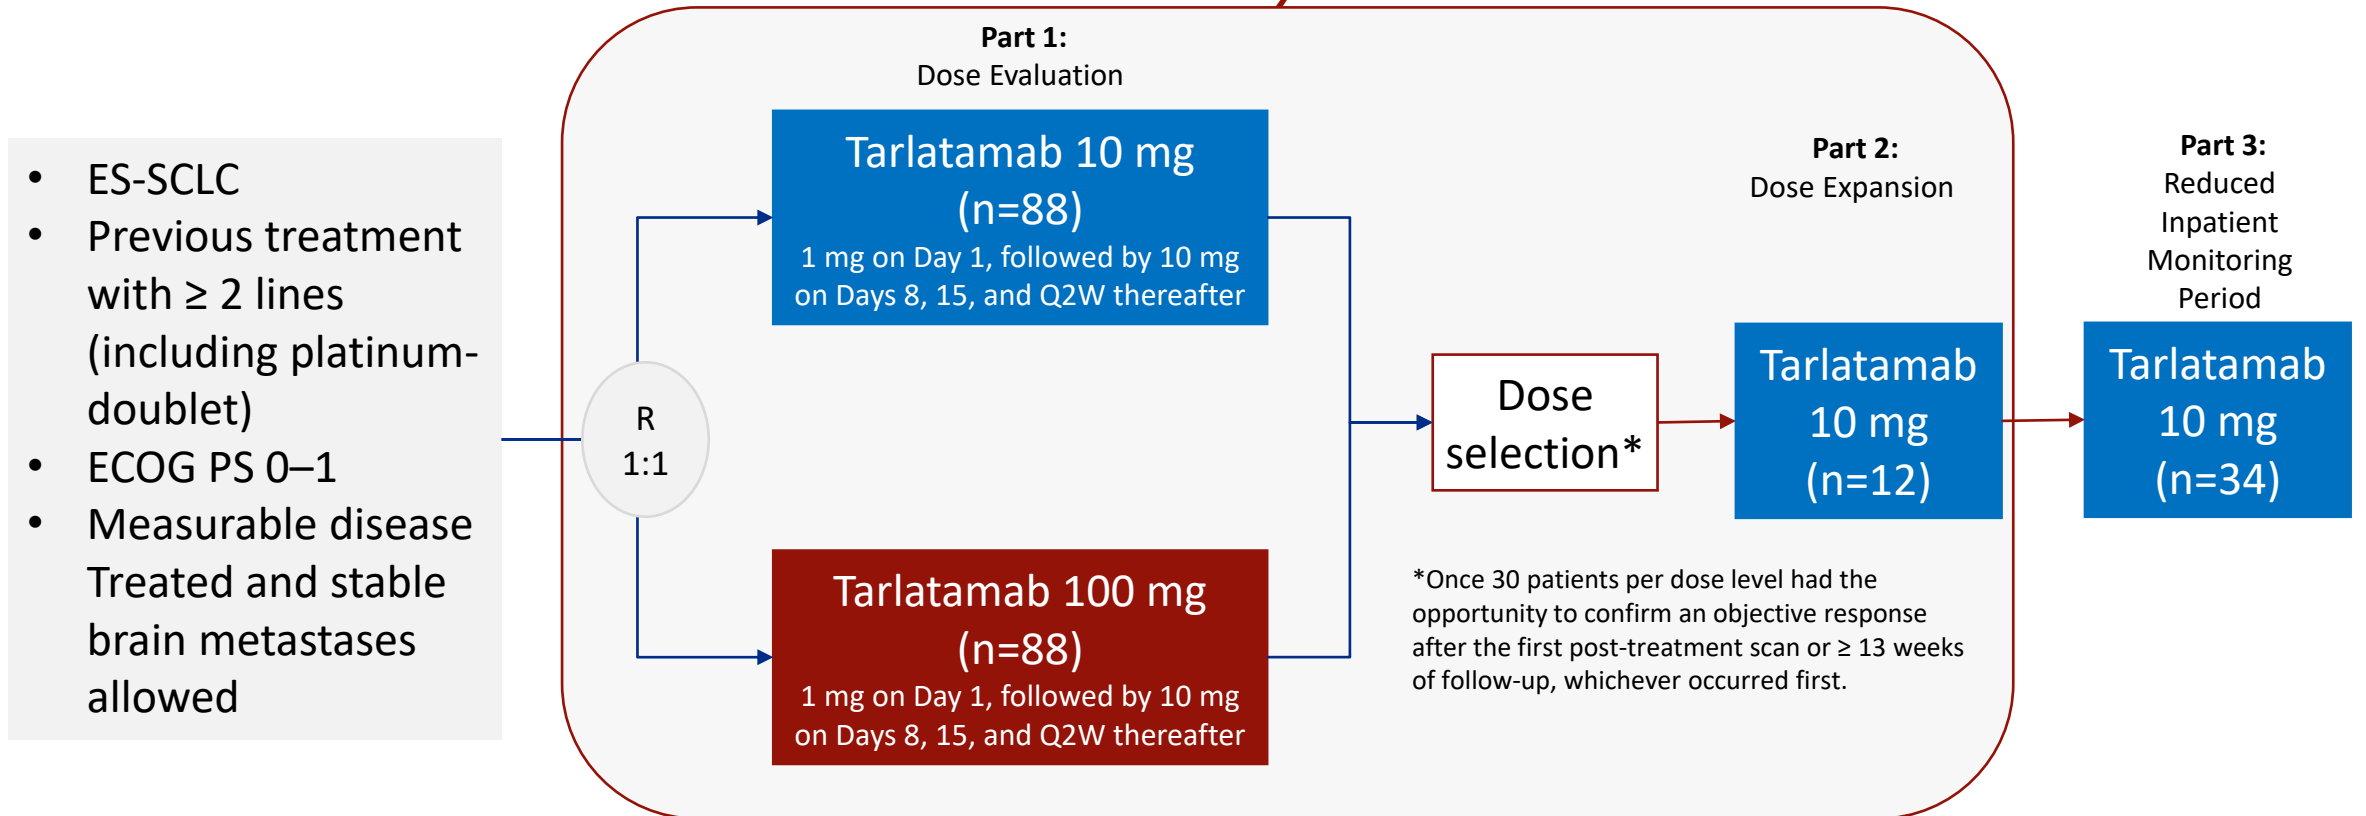 • ES-SCLC
• Previous treatment
with ≥ 2 lines
(including platinum-
doublet)
• ECOG PS 0–1
• Measurable disease
Treated and stable
brain metastases
allowed
R
1:1
Part 1:
Dose Evaluation
Tarlatamab 10 mg
(n=88)
1 mg on Day 1, followed by 10 mg
on Days 8, 15, and Q2W thereafter
Tarlatamab 100 mg
(n=88)
1 mg on Day 1, followed by 10 mg
on Days 8, 15, and Q2W thereafter
Dose
selection*
Part 2:
Dose Expansion
Tarlatamab
10 mg
(n=12)
*Once 30 patients per dose level had the
opportunity to confirm an objective response
after the first post-treatment scan or ≥ 13 weeks
of follow-up, whichever occurred first.
Part 3:
Reduced
Inpatient
Monitoring
Period
Tarlatamab
10 mg
(n=34)